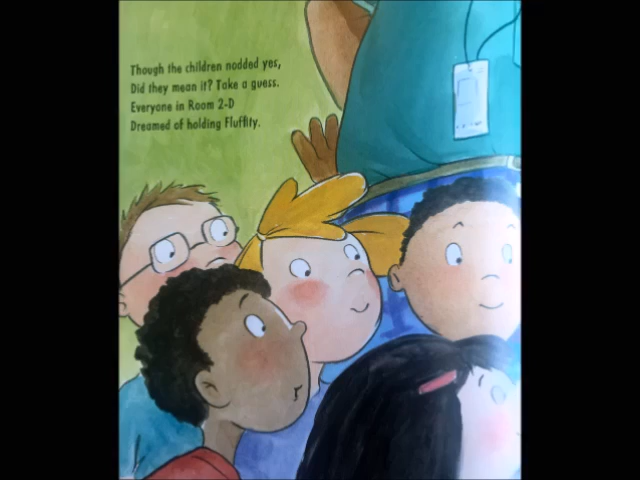 Though the children nodded yes,
Did they mean it? Take a guess.
Everyone in Room 2-D
Dreamed of holding Fluffity.